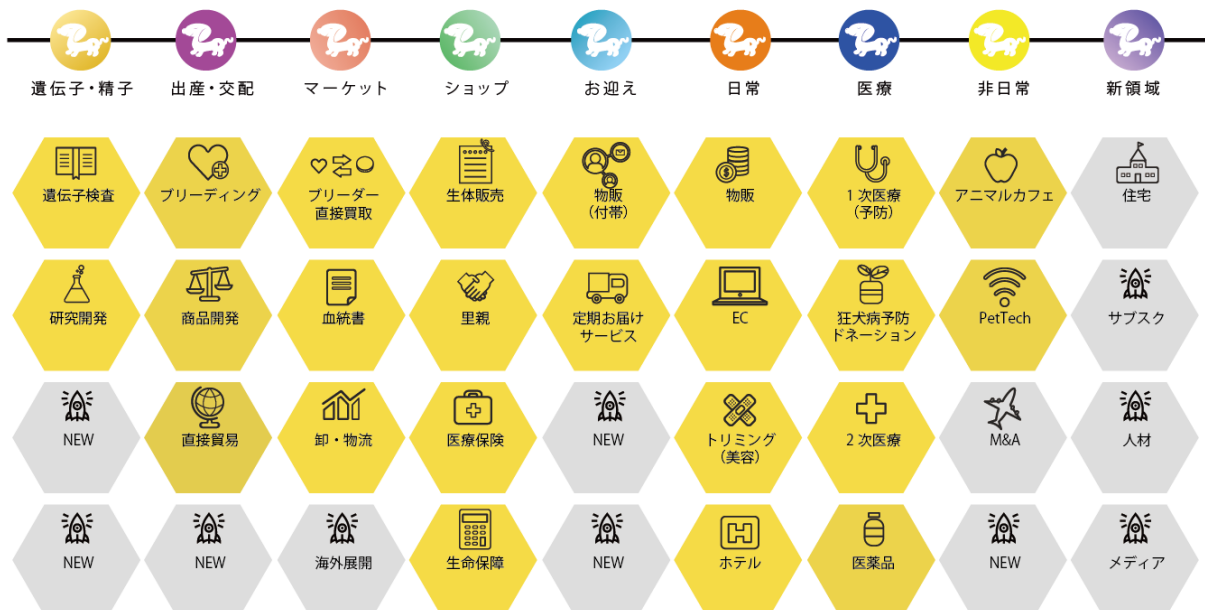 遺伝子・精子
出産・交配
マーケット
ショップ
お迎え
日常
医療
非日常
新領域
遺伝子検査
ブリーディング
ブリーダー
直接買取
生体販売
物販
（付帯）
物販
1次医療
（予防）
アニマルカフェ
住宅
研究開発
商品開発
血統書
里親
定期お届け
サービス
EC
狂犬病予防
ドネーション
PetTech
サブスク
NEW
直接貿易
卸・物流
医療保険
NEW
トリミング
（美容）
2次医療
M&A
人材
NEW
NEW
海外展開
生命保障
NEW
ホテル
医薬品
NEW
メディア